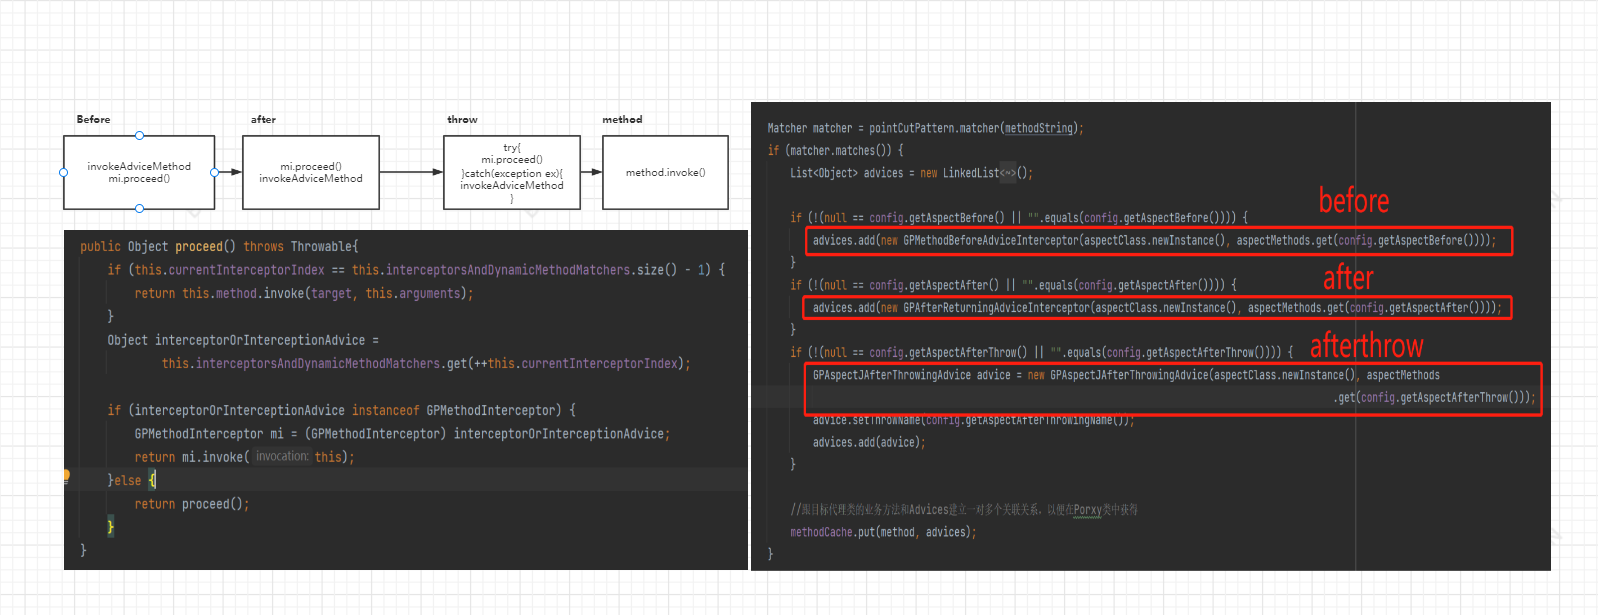 Before
after
throw
method
invokeAdviceMethod
mi.proceed()
mi.proceed()
invokeAdviceMethod
try{
mi.proceed()
}catch(exception ex){
invokeAdviceMethod
}
method.invoke()
public Object proceed() throws Throwable{
if (this.currentInterceptorIndex == this.interceptorsAndDynamicMethodMatchers.size() - 1) {
return this.method.invoke(target, this.arguments);
}
Object interceptorOrInterceptionAdvice =
this.interceptorsAndDynamicMethodMatchers.get(++this.currentInterceptorIndex);
if (interceptorOrInterceptionAdvice instanceof GPMethodInterceptor) {
GPMethodInterceptor mi = (GPMethodInterceptor) interceptorOrInterceptionAdvice;
return mi.invoke( invocation: this);
}else {
return proceed();
}
}
Matcher matcher = pointCutPattern.matcher(methodString);
if (matcher.matches()) {
List<Object> advices = new LinkedList<~>();
before
if (!(null == config.getAspectBefore() || "".equals(config.getAspectBefore()))) {
advices.add(new GPMethodBeforeAdviceInterceptor(aspectClass.newInstance(), aspectMethods.get(config.getAspectBefore())));
}
after
if (!(null == config.getAspectAfter() || "".equals(config.getAspectAfter()))) {
advices.add(new GPAfterReturningAdviceInterceptor(aspectClass.newInstance(), aspectMethods.get(config.getAspectAfter())));
}
afterthrow
if (!(null == config.getAspectAfterThrow() || "".equals(config.getAspectAfterThrow()))) {
GPAspectJAfterThrowingAdvice advice = new GPAspectJAfterThrowingAdvice(aspectClass.newInstance(), aspectMethods
.get(config.getAspectAfterThrow()));
advice.setThrowName(config.getAspectAfterThrowingName());
advices.add(advice);
}
//跟目标代理类的业务方法和Advices建立一对多个关联关系，以便在Porxy类中获得
methodCache.put(method, advices);
}